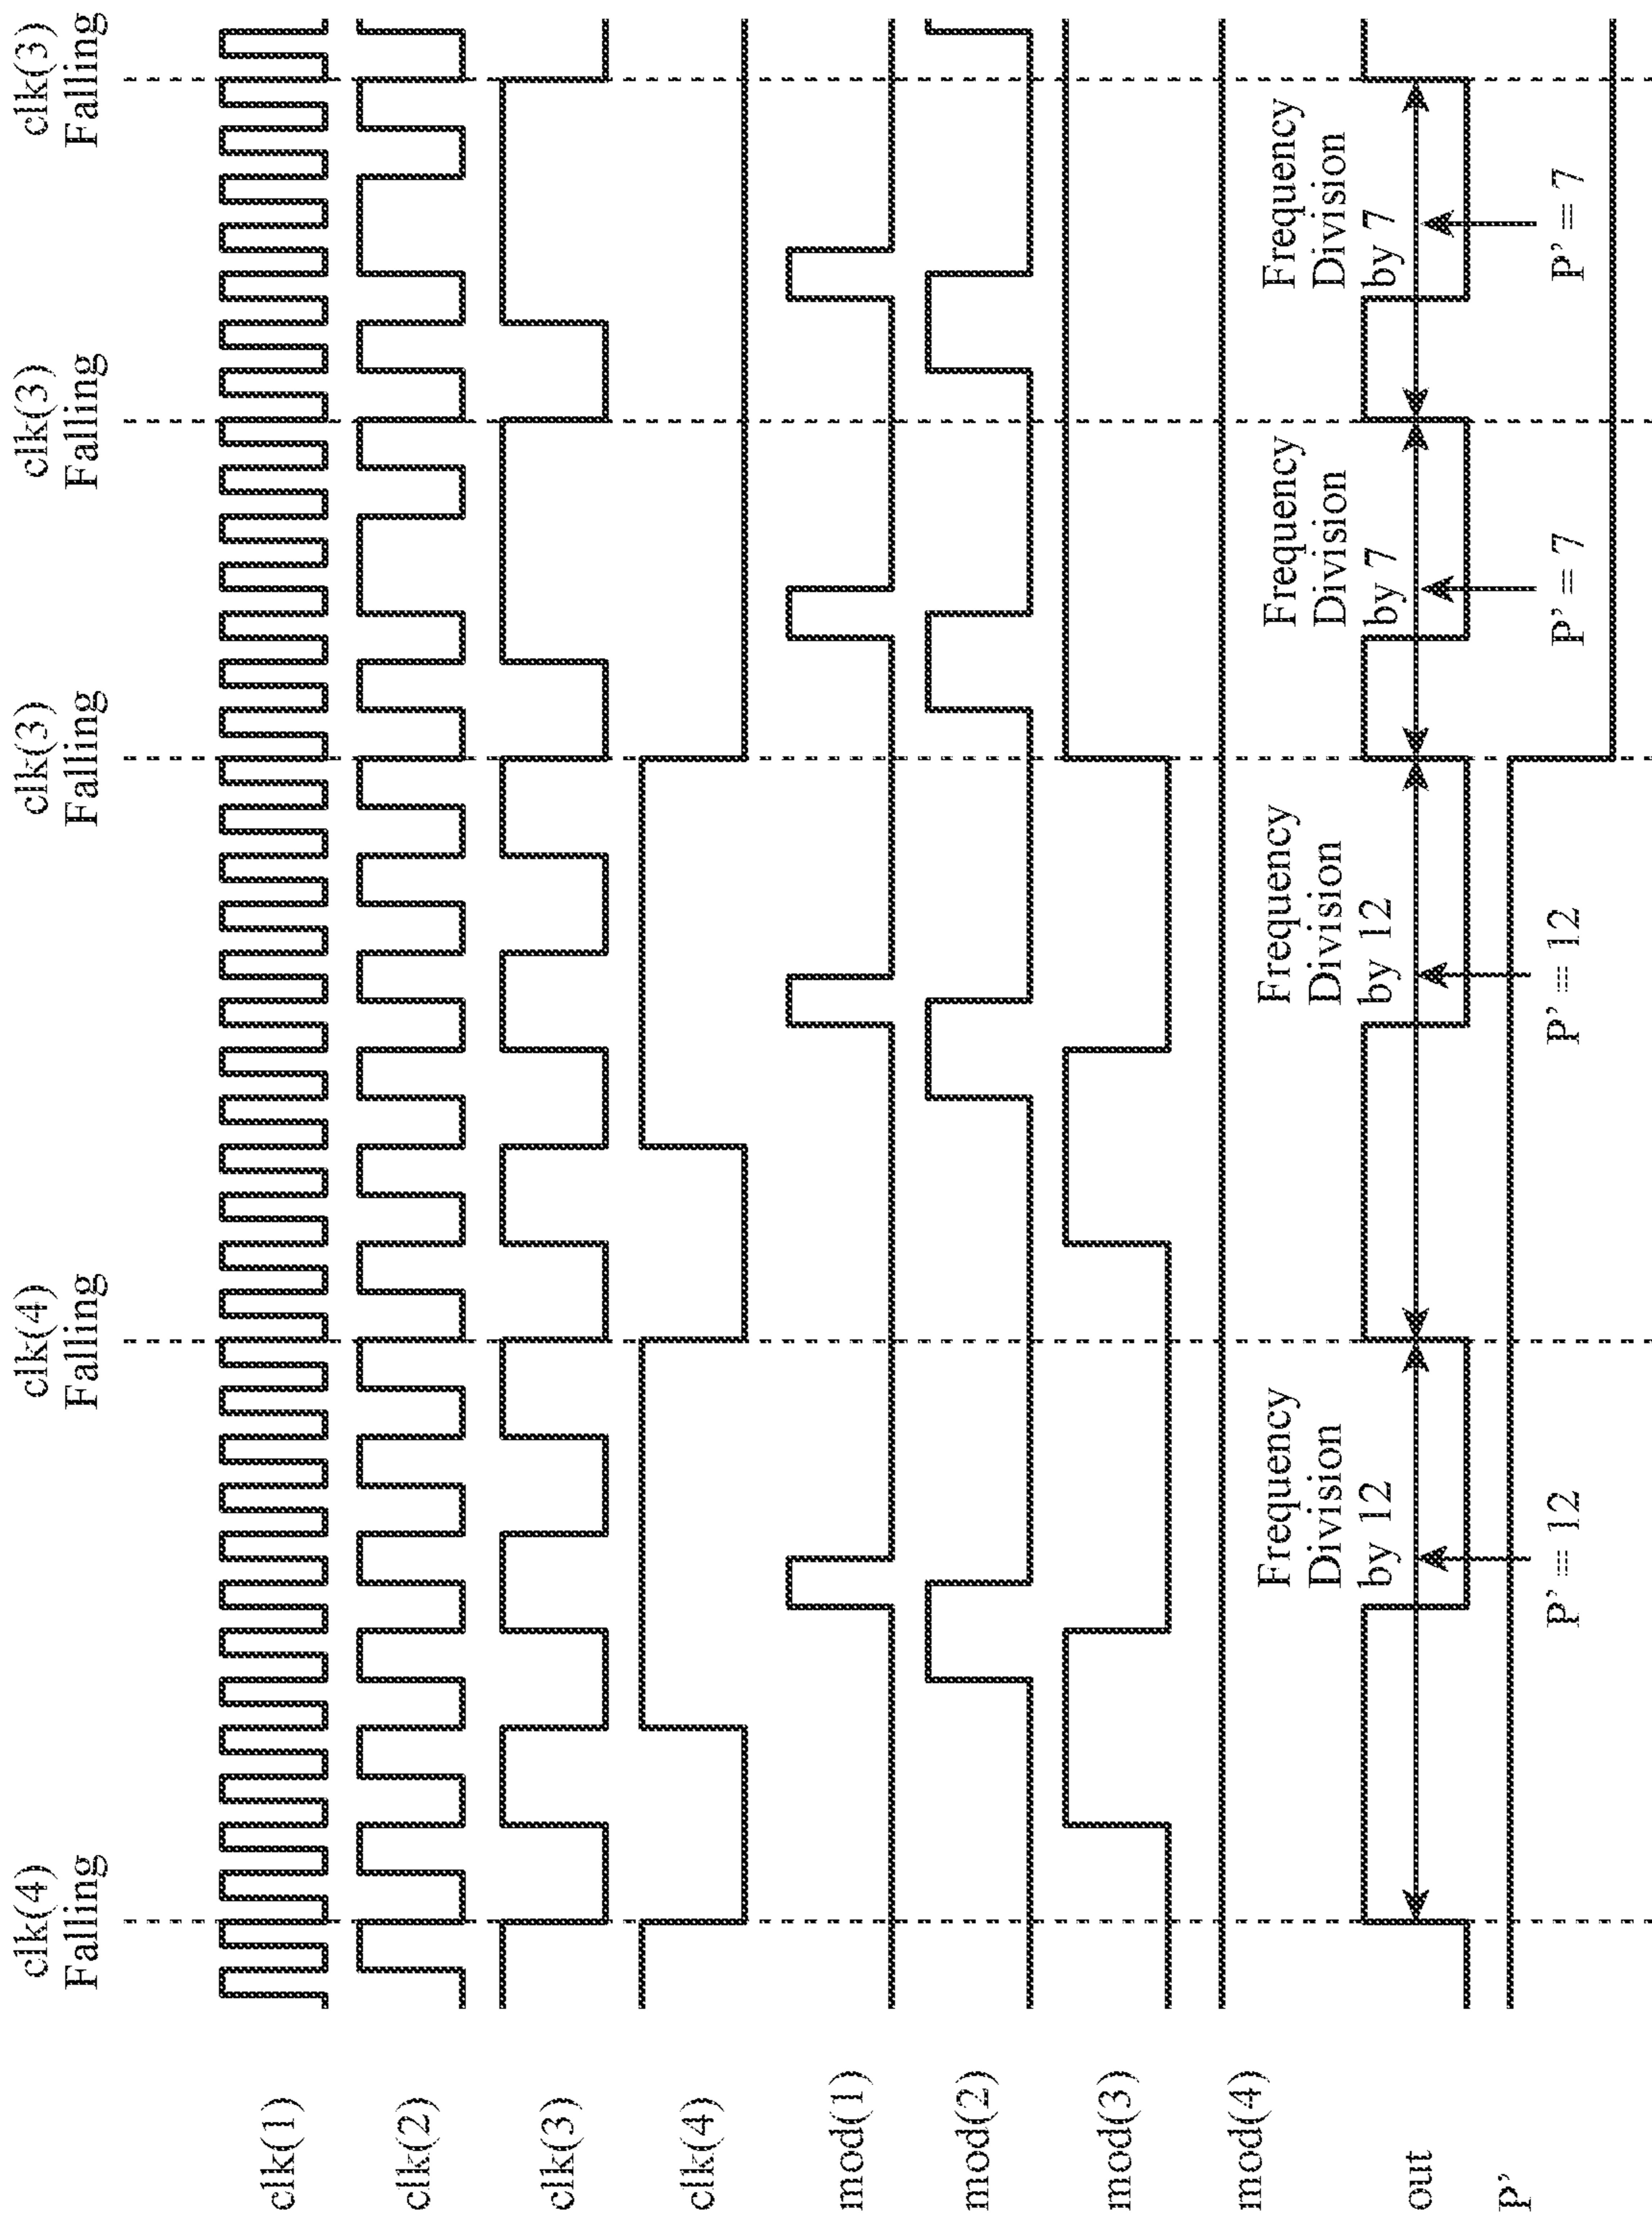 clk(4)
Falling
clk(4)
Falling
clk(3)
Falling
clk(3)
Falling
clk(3)
Falling
clk(1)
clk(2)
clk(3)
clk(4)
mod(1)
mod(2)
mod(3)
mod(4)
out
Frequency
Division
by 12
Frequency
Division
by 12
Frequency
Division
by 7
Frequency
Division
by 7
P'
P' = 12
P' = 12
P' = 7
P' = 7